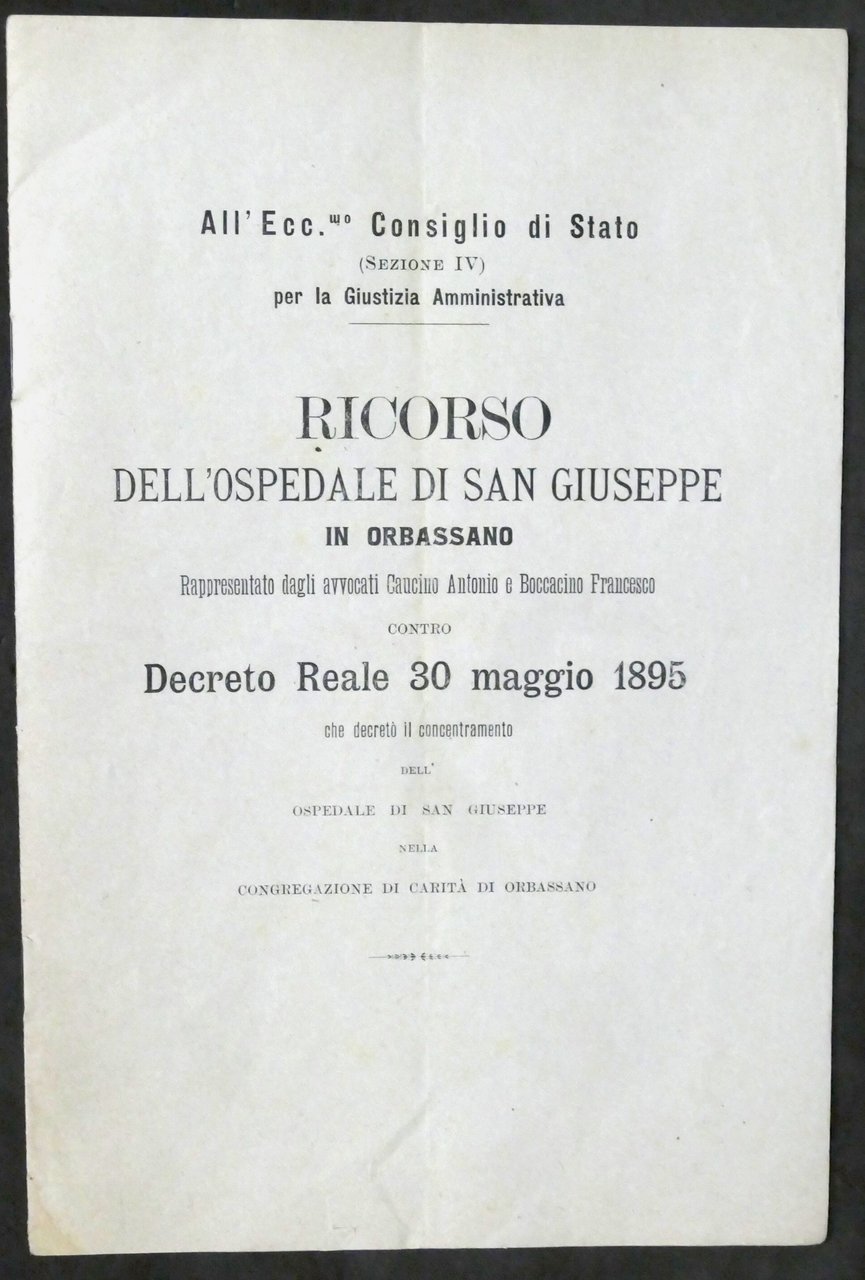 All'Ecc.mo Consiglio di Stato
(SEZIONE IV)
per la Giustizia Amministrativa
RICORSO
DELL'OSPEDALE DI SAN GIUSEPPE
IN ORBASSANO
Rappresentato dagli avvocati Caucino Antonio e Boccacino Francesco
CONTRO
Decreto Reale 30 maggio 1895
che decretò il concentramento
DELL'
OSPEDALE DI SAN GIUSEPPE
NELLA
CONGREGAZIONE DI CARITÀ DI ORBASSANO